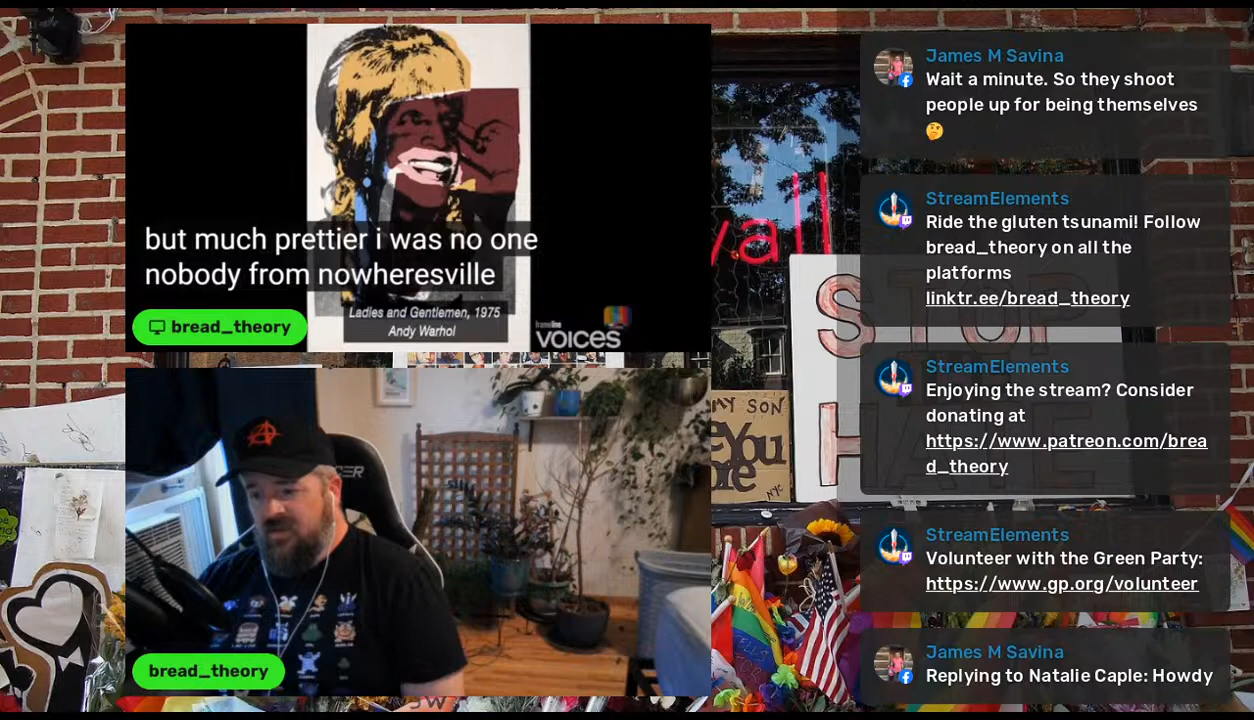 but much prettier i was no one
nobody from nowheresville
Ladies and Gentlemen, 1975
Andy Warhol
frameline
VOICES
bread_theory
bread_theory
James M Savina
Wait a minute. So they shoot
people up for being themselves
🤔
StreamElements
Ride the gluten tsunami! Follow
bread_theory on all the
platforms
linktr.ee/bread_theory
StreamElements
Enjoying the stream? Consider
donating at
https://www.patreon.com/brea
d_theory
StreamElements
Volunteer with the Green Party:
https://www.gp.org/volunteer
James M Savina
Replying to Natalie Caple: Howdy
STOP
MY SON
NYC